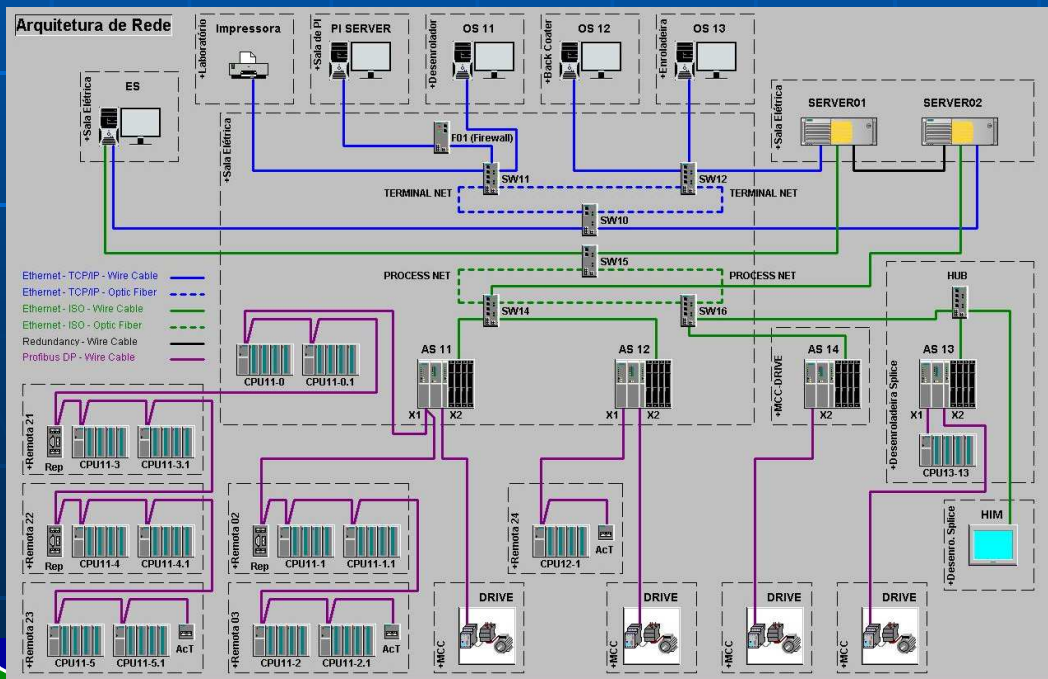 Arquitetura de Rede
+Laboratório
Impressora
+Sala de PI
PI SERVER
+Desenrolador
OS 11
+Back Coater
OS 12
+Enroladeira
OS 13
+Sala Elétrica
ES
+Sala Elétrica
SERVER01
SERVER02
+Sala Elétrica
F01 (Firewall)
SW11
SW12
TERMINAL NET
TERMINAL NET
SW10
SW15
PROCESS NET
PROCESS NET
SW14
SW16
HUB
Ethernet - TCP/IP - Wire Cable
Ethernet - TCP/IP - Optic Fiber
Ethernet - ISO - Wire Cable
Ethernet - ISO - Optic Fiber
Redundancy - Wire Cable
Profibus DP - Wire Cable
CPU11-0
CPU11-0.1
AS 11
X1
X2
AS 12
X1
X2
+MCC-DRIVE
AS 14
X2
+Desenroladeira Splice
AS 13
X1
X2
CPU13-13
+Remota 21
Rep
CPU11-3
CPU11-3.1
+Remota 22
Rep
CPU11-4
CPU11-4.1
+Remota 02
Rep
CPU11-1
CPU11-1.1
+Remota 24
CPU12-1
AcT
+Desenro. Splice
HIM
+Remota 23
CPU11-5
CPU11-5.1
AcT
+Remota 03
CPU11-2
CPU11-2.1
AcT
+MCC
DRIVE
+MCC
DRIVE
+MCC
DRIVE
+MCC
DRIVE